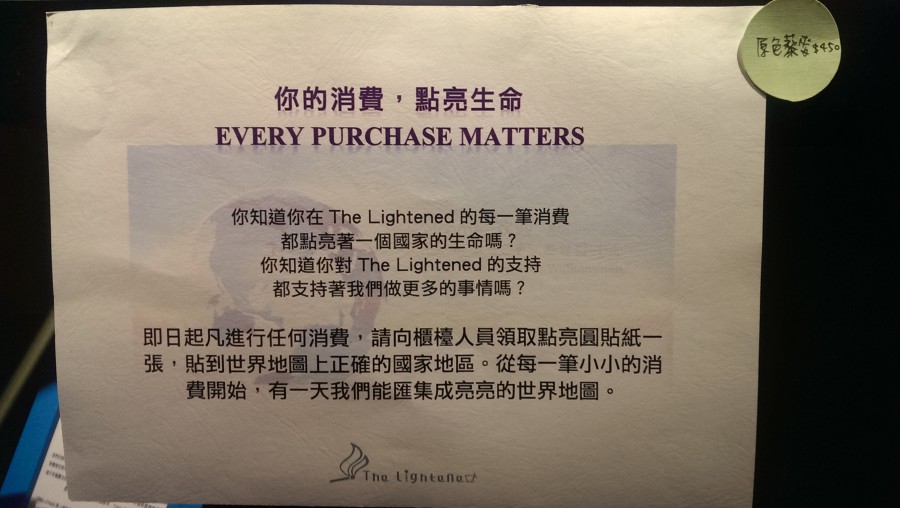 原色藜麥$450
你的消費，點亮生命
EVERY PURCHASE MATTERS
你知道你在 The Lightened 的每一筆消費
都點亮著一個國家的生命嗎？
你知道你對 The Lightened 的支持
都支持著我們做更多的事情嗎？
即日起凡進行任何消費，請向櫃檯人員領取點亮圓貼紙一
張，貼到世界地圖上正確的國家地區。從每一筆小小的消
費開始，有一天我們能匯集成亮亮的世界地圖。
The Lightened